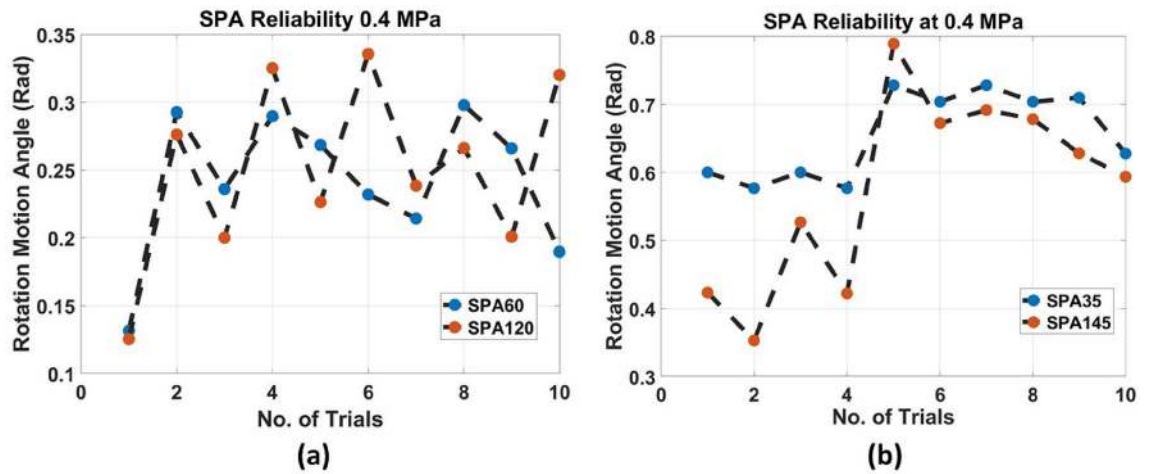 SPA Reliability 0.4 MPa
0.35
0.3
0.25
0.2
0.15
0.1
Rotation Motion Angle (Rad)
0 2 4 6 8 10
No. of Trials
SPA60
SPA120
(a)
SPA Reliability at 0.4 MPa
0.8
0.7
0.6
0.5
0.4
0.3
Rotation Motion Angle (Rad)
0 2 4 6 8 10
No. of Trials
SPA35
SPA145
(b)